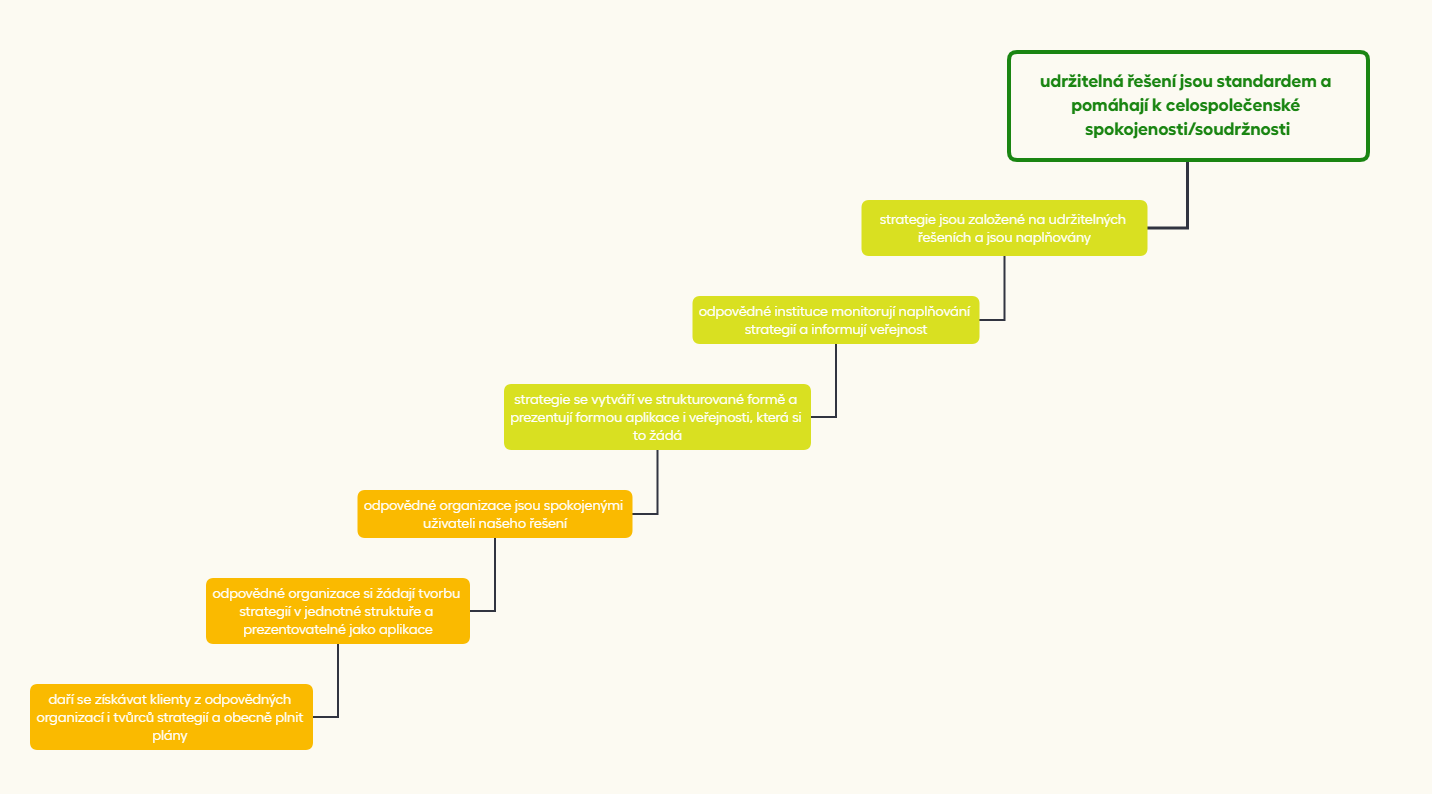 udržitelná řešení jsou standardem a
pomáhají k celospolečenské
spokojenosti/soudržnosti
strategie jsou založené na udržitelných
řešeních a jsou naplňovány
odpovědné instituce monitorují naplňování
strategií a informují veřejnost
strategie se vytváří ve strukturované formě a
prezentují formou aplikace i veřejnosti, která si
to žádá
odpovědné organizace jsou spokojenými
uživateli našeho řešení
odpovědné organizace si žádají tvorbu
strategií v jednotné struktuře a
prezentovatelné jako aplikace
daří se získávat klienty z odpovědných
organizací i tvůrců strategií a obecně plnit
plány